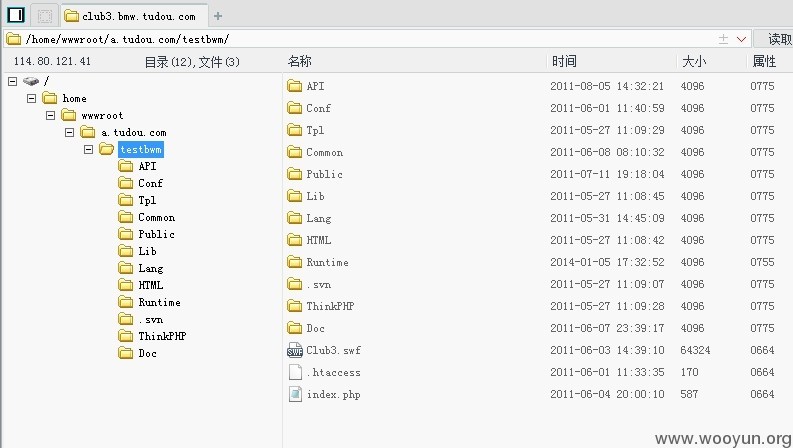 club3.bmw.tudou.com
/home/wwwroot/a.tudou.com/testbwm/ 读取
114.80.121.41 目录(12),文件(3) 名称 时间 大小 属性
/
home
wwwroot
a.tudou.com
testbwm
API
Conf
Tpl
Common
Public
Lib
Lang
HTML
Runtime
.svn
ThinkPHP
Doc
API 2011-08-05 14:32:21 4096 0775
Conf 2011-06-01 11:40:59 4096 0775
Tpl 2011-05-27 11:09:29 4096 0775
Common 2011-06-08 08:10:32 4096 0775
Public 2011-07-11 19:18:04 4096 0775
Lib 2011-05-27 11:08:45 4096 0775
Lang 2011-05-31 14:45:09 4096 0775
HTML 2011-05-27 11:08:42 4096 0775
Runtime 2014-01-05 17:32:52 4096 0755
.svn 2011-05-27 11:09:07 4096 0775
ThinkPHP 2011-05-27 11:09:28 4096 0775
Doc 2011-06-07 23:39:17 4096 0775
SWF Club3.swf 2011-06-03 14:39:10 64324 0664
.htaccess 2011-06-01 11:33:35 170 0664
index.php 2011-06-04 20:00:10 587 0664
www.wooyun.org